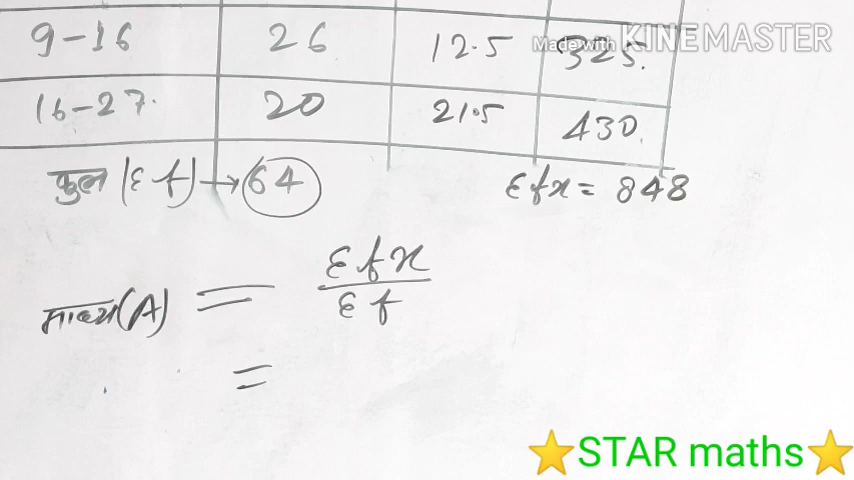 9-16 26 12.5 325.
Made with KINEMASTER
16-27. 20 21.5 430.
कुल (Σf) → 64 Σfx = 848
माध्य (A) = Σfx / Σf
=
⭐STAR maths⭐